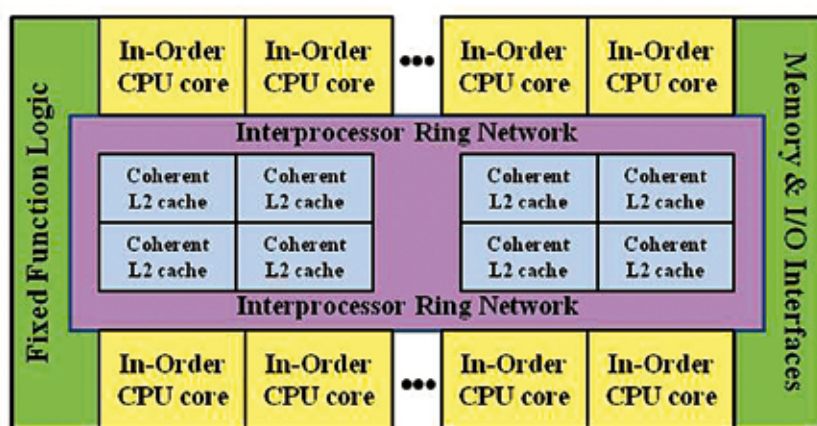 Fixed Function Logic
In-Order
CPU core
In-Order
CPU core
•••
In-Order
CPU core
In-Order
CPU core
Memory & I/O Interfaces
Interprocessor Ring Network
Coherent
L2 cache
Coherent
L2 cache
Coherent
L2 cache
Coherent
L2 cache
Coherent
L2 cache
Coherent
L2 cache
Coherent
L2 cache
Coherent
L2 cache
Interprocessor Ring Network
In-Order
CPU core
In-Order
CPU core
•••
In-Order
CPU core
In-Order
CPU core